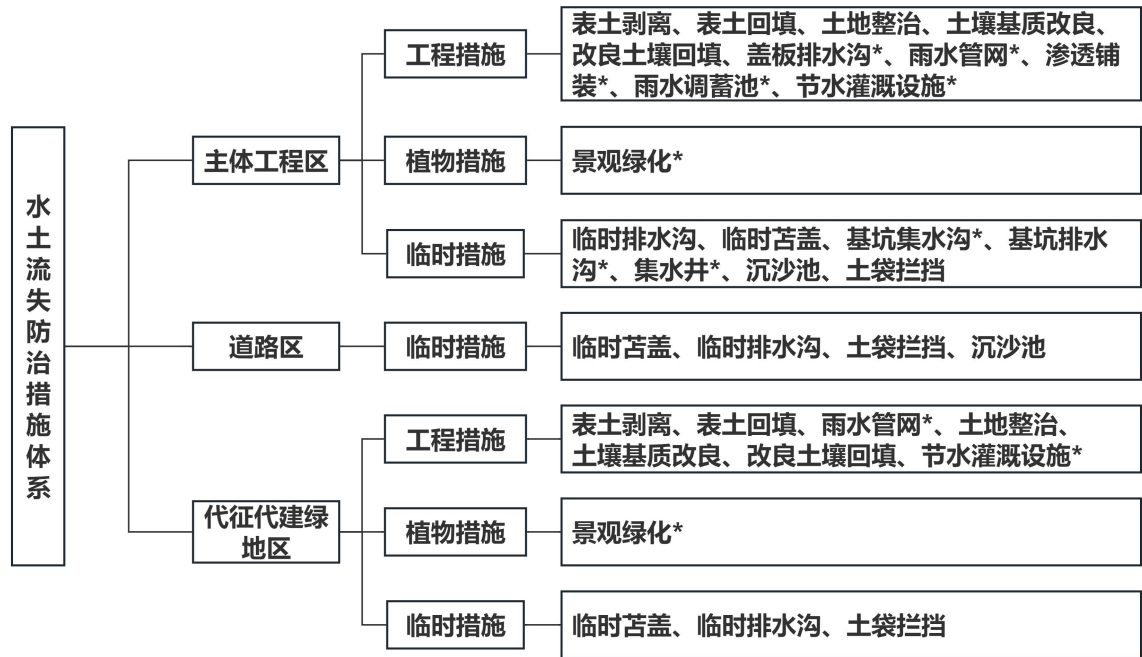 水土流失防治措施体系
主体工程区
工程措施
表土剥离、表土回填、土地整治、土壤基质改良、
改良土壤回填、盖板排水沟*、雨水管网*、渗透铺
装*、雨水调蓄池*、节水灌溉设施*
植物措施
景观绿化*
临时措施
临时排水沟、临时苫盖、基坑集水沟*、基坑排水
沟*、集水井*、沉沙池、土袋拦挡
道路区
临时措施
临时苫盖、临时排水沟、土袋拦挡、沉沙池
代征代建绿
地区
工程措施
表土剥离、表土回填、雨水管网*、土地整治、
土壤基质改良、改良土壤回填、节水灌溉设施*
植物措施
景观绿化*
临时措施
临时苫盖、临时排水沟、土袋拦挡